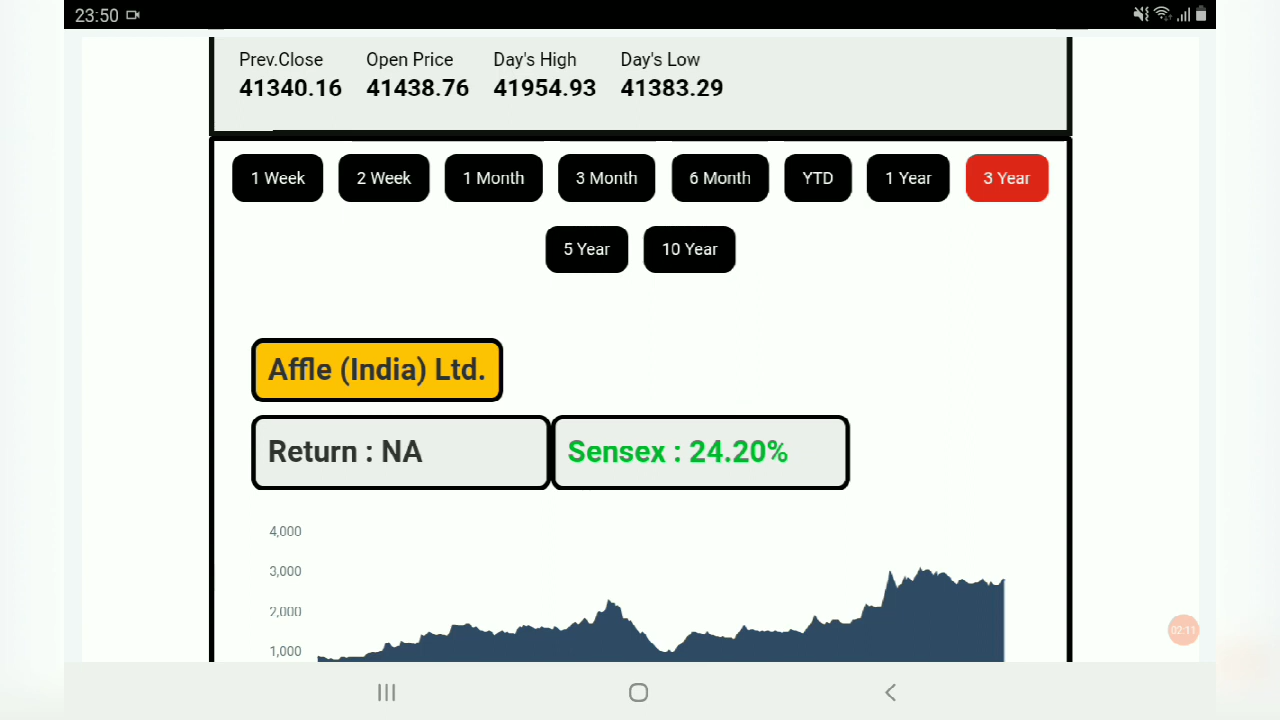 23:50
Prev.Close Open Price Day's High Day's Low
41340.16 41438.76 41954.93 41383.29
1 Week 2 Week 1 Month 3 Month 6 Month YTD 1 Year 3 Year
5 Year 10 Year
Affle (India) Ltd.
Return : NA Sensex : 24.20%
4,000
3,000
2,000
1,000
02:11